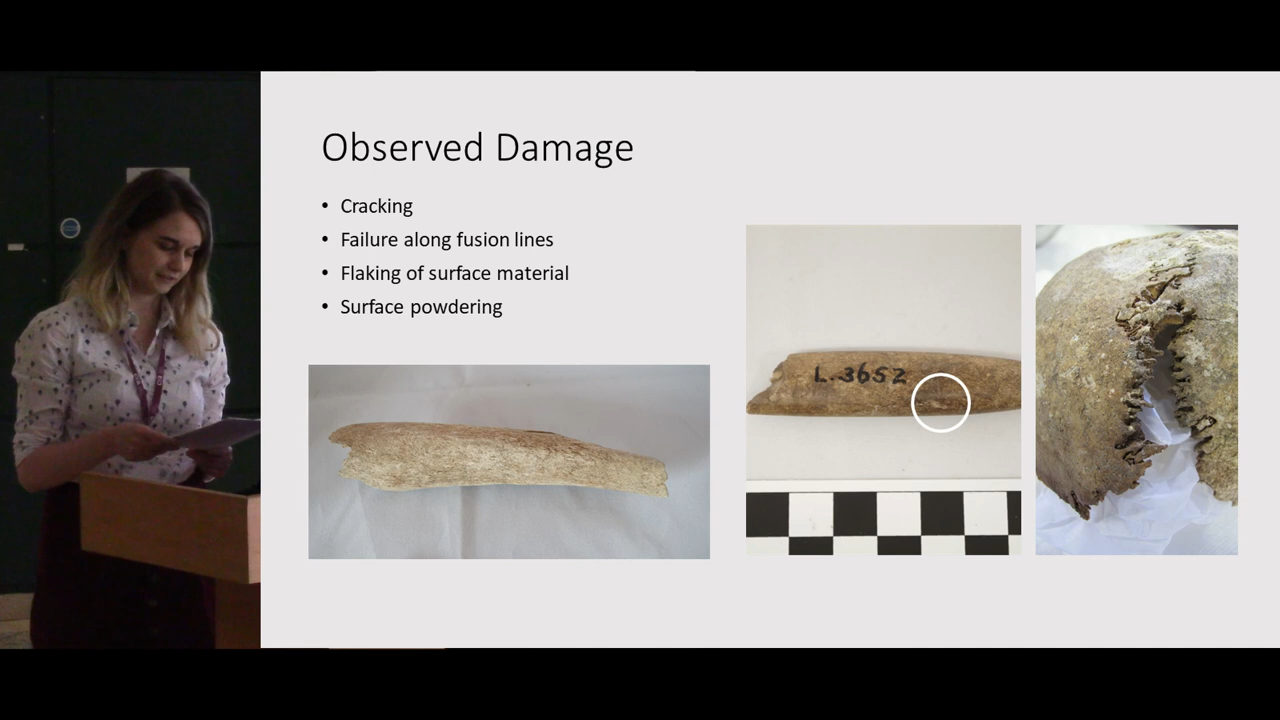 Observed Damage
• Cracking
• Failure along fusion lines
• Flaking of surface material
• Surface powdering
L.3652